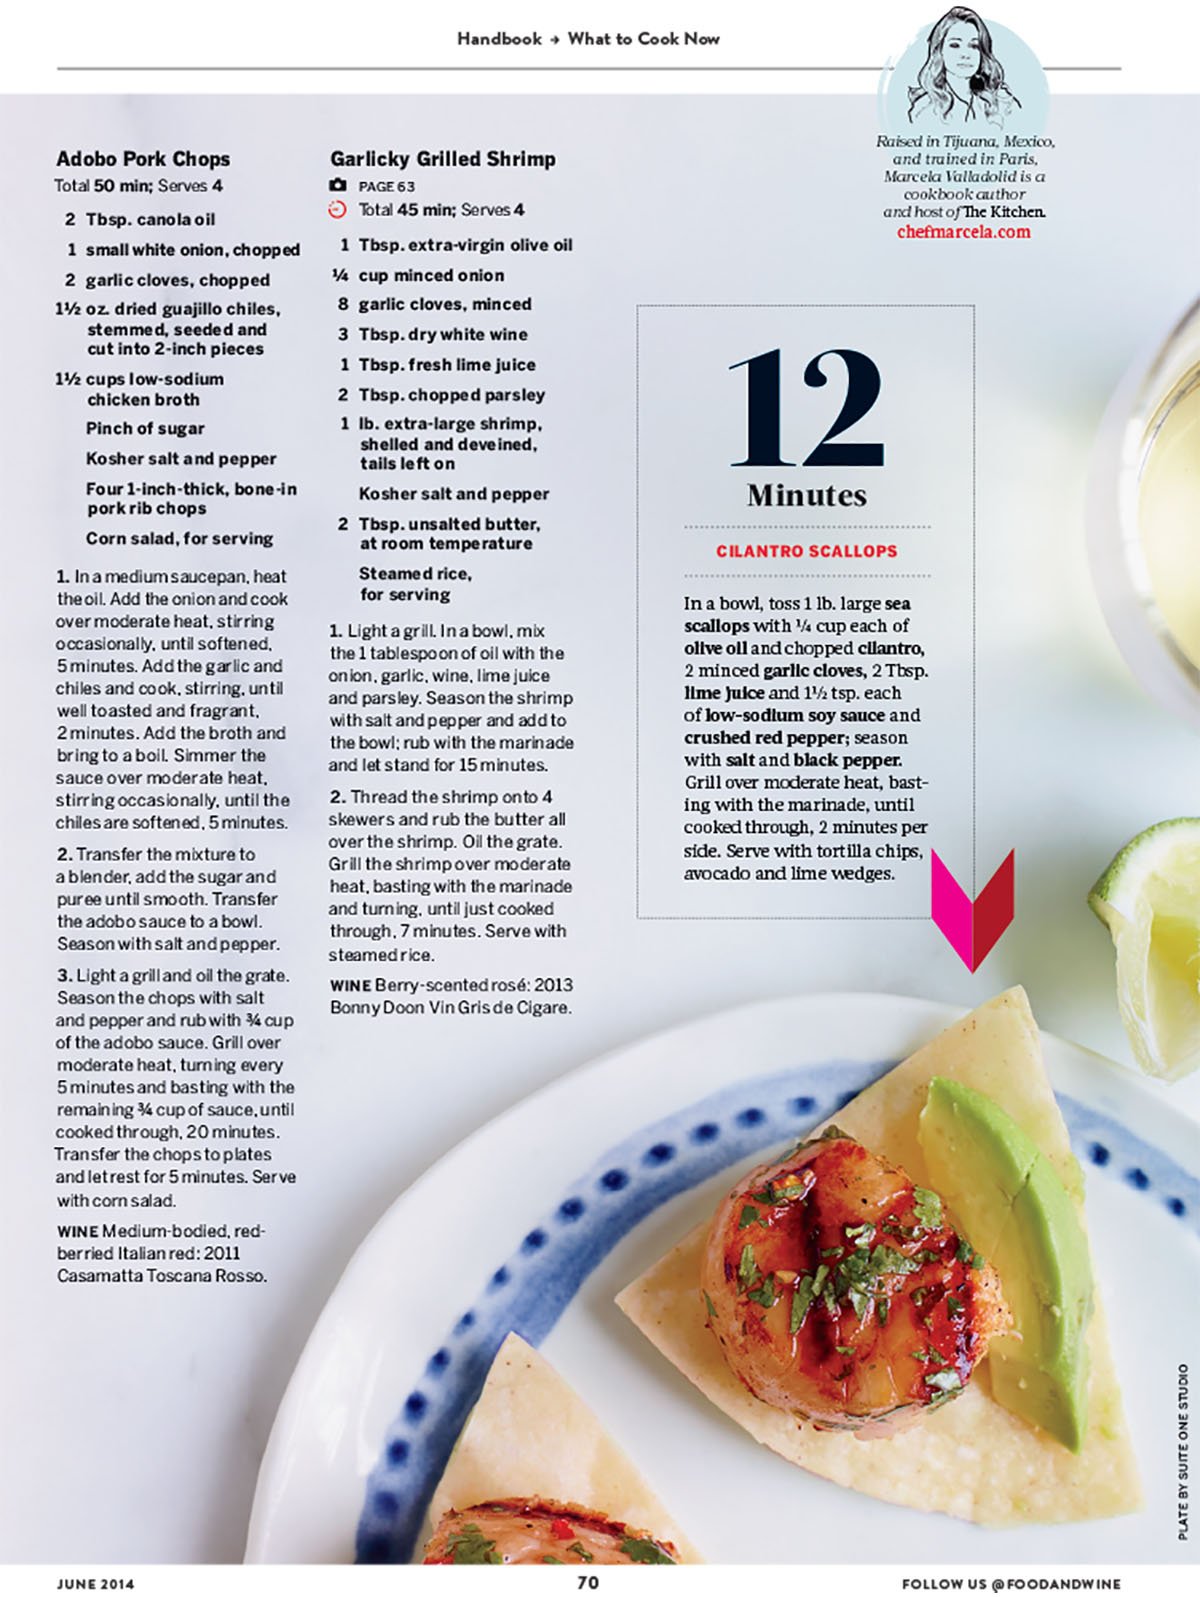 Handbook → What to Cook Now
Raised in Tijuana, Mexico,
and trained in Paris,
Marcela Valladolid is a
cookbook author
and host of The Kitchen.
chefmarcela.com
Adobo Pork Chops
Total 50 min; Serves 4
2 Tbsp. canola oil
1 small white onion, chopped
2 garlic cloves, chopped
1½ oz. dried guajillo chiles,
stemmed, seeded and
cut into 2-inch pieces
1½ cups low-sodium
chicken broth
Pinch of sugar
Kosher salt and pepper
Four 1-inch-thick, bone-in
pork rib chops
Corn salad, for serving
1. In a medium saucepan, heat
the oil. Add the onion and cook
over moderate heat, stirring
occasionally, until softened,
5 minutes. Add the garlic and
chiles and cook, stirring, until
well toasted and fragrant,
2 minutes. Add the broth and
bring to a boil. Simmer the
sauce over moderate heat,
stirring occasionally, until the
chiles are softened, 5 minutes.
2. Transfer the mixture to
a blender, add the sugar and
puree until smooth. Transfer
the adobo sauce to a bowl.
Season with salt and pepper.
3. Light a grill and oil the grate.
Season the chops with salt
and pepper and rub with ¾ cup
of the adobo sauce. Grill over
moderate heat, turning every
5 minutes and basting with the
remaining ¾ cup of sauce, until
cooked through, 20 minutes.
Transfer the chops to plates
and let rest for 5 minutes. Serve
with corn salad.
WINE Medium-bodied, red-
berried Italian red: 2011
Casamatta Toscana Rosso.
Garlicky Grilled Shrimp
PAGE 63
Total 45 min; Serves 4
1 Tbsp. extra-virgin olive oil
¼ cup minced onion
8 garlic cloves, minced
3 Tbsp. dry white wine
1 Tbsp. fresh lime juice
2 Tbsp. chopped parsley
1 lb. extra-large shrimp,
shelled and deveined,
tails left on
Kosher salt and pepper
2 Tbsp. unsalted butter,
at room temperature
Steamed rice,
for serving
1. Light a grill. In a bowl, mix
the 1 tablespoon of oil with the
onion, garlic, wine, lime juice
and parsley. Season the shrimp
with salt and pepper and add to
the bowl; rub with the marinade
and let stand for 15 minutes.
2. Thread the shrimp onto 4
skewers and rub the butter all
over the shrimp. Oil the grate.
Grill the shrimp over moderate
heat, basting with the marinade
and turning, until just cooked
through, 7 minutes. Serve with
steamed rice.
WINE Berry-scented rosé: 2013
Bonny Doon Vin Gris de Cigare.
12
Minutes
CILANTRO SCALLOPS
In a bowl, toss 1 lb. large sea
scallops with ¼ cup each of
olive oil and chopped cilantro,
2 minced garlic cloves, 2 Tbsp.
lime juice and 1½ tsp. each
of low-sodium soy sauce and
crushed red pepper; season
with salt and black pepper.
Grill over moderate heat, bast-
ing with the marinade, until
cooked through, 2 minutes per
side. Serve with tortilla chips,
avocado and lime wedges.
PLATE BY SUITE ONE STUDIO
JUNE 2014
70
FOLLOW US @FOODANDWINE